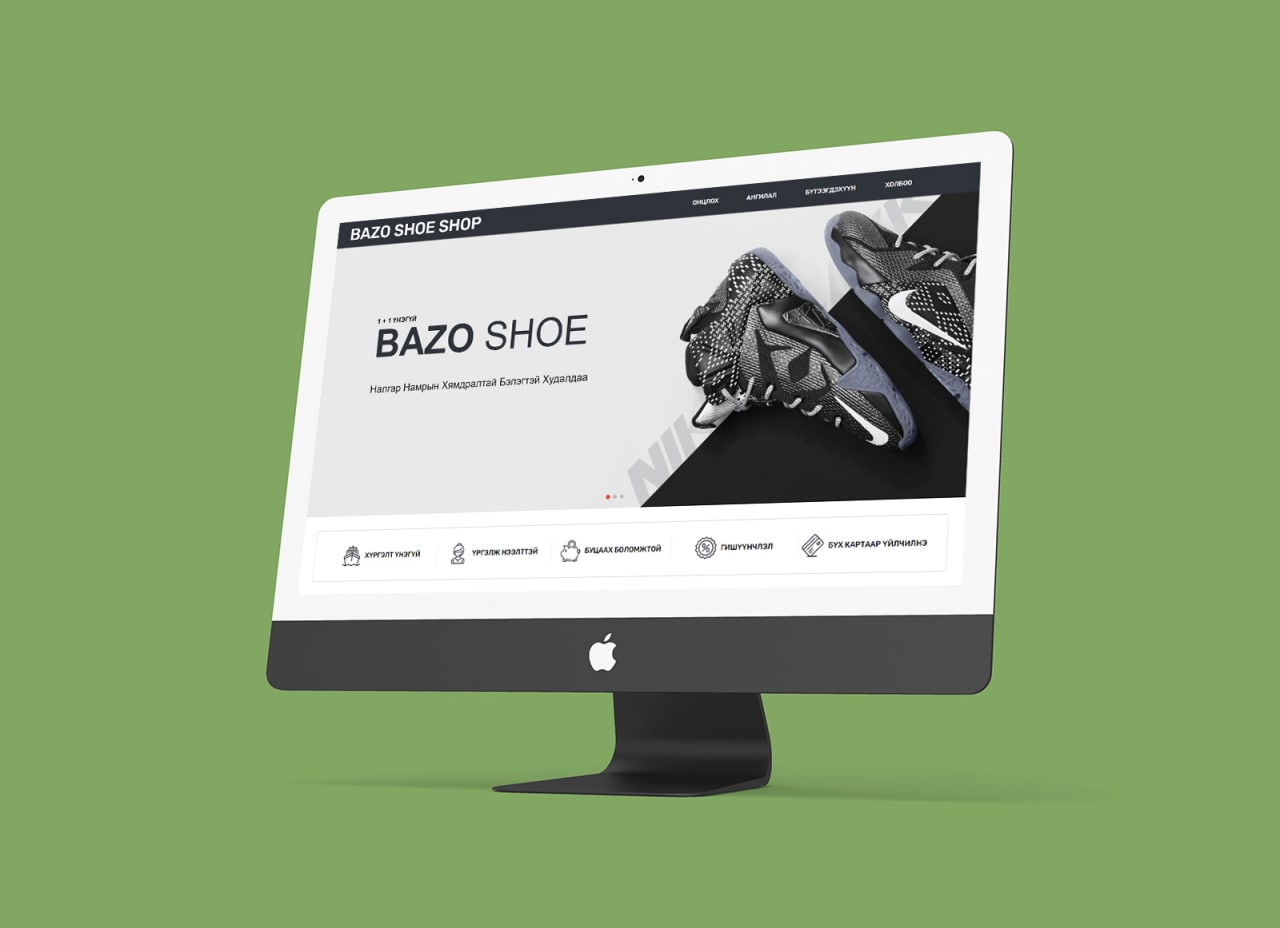 BAZO SHOE SHOP
ОНЦЛОХ АНГИЛАЛ БҮТЭЭГДЭХҮҮН ХОЛБОО
1 + 1 ҮНЭГҮЙ
BAZO SHOE
Налгар Намрын Хямдралтай Бэлэгтэй Худалдаа
ХҮРГЭЛТ ҮНЭГҮЙ
ҮРГЭЛЖ НЭЭЛТТЭЙ
БУЦААХ БОЛОМЖТОЙ
ГИШҮҮНЧЛЭЛ
БҮХ КАРТААР ҮЙЛЧИЛНЭ